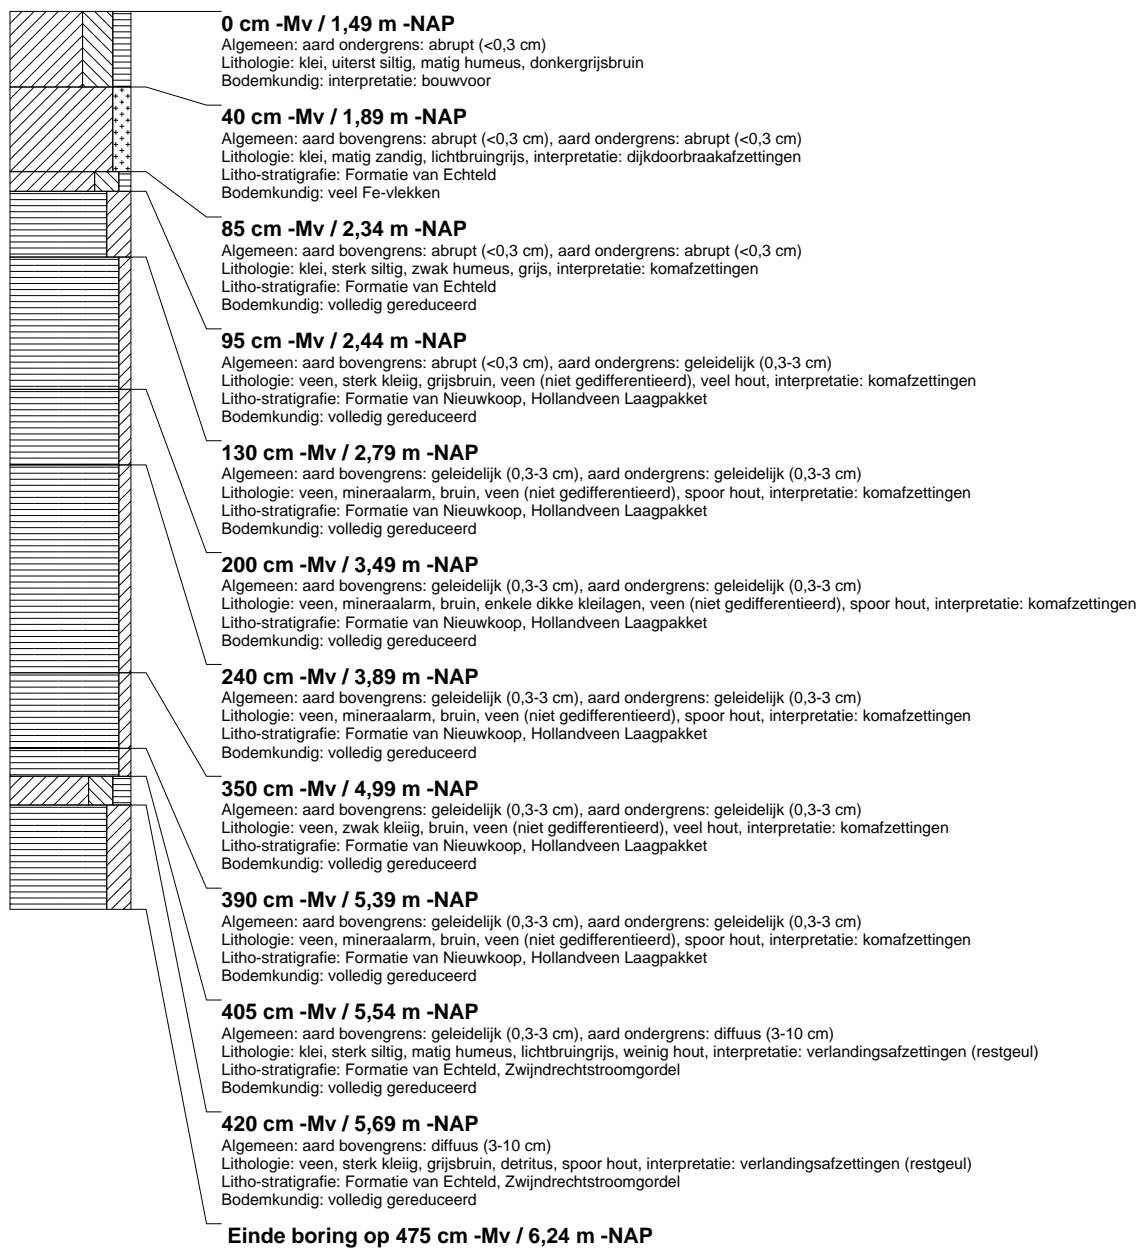 0 cm -Mv / 1,49 m -NAP
Algemeen: aard ondergrens: abrupt (<0,3 cm)
Lithologie: klei, uiterst siltig, matig humeus, donkergrijsbruin
Bodemkundig: interpretatie: bouwvoor
40 cm -Mv / 1,89 m -NAP
Algemeen: aard bovengrens: abrupt (<0,3 cm), aard ondergrens: abrupt (<0,3 cm)
Lithologie: klei, matig zandig, lichtbruingrijs, interpretatie: dijkdoorbraakafzettingen
Litho-stratigrafie: Formatie van Echteld
Bodemkundig: veel Fe-vlekken
85 cm -Mv / 2,34 m -NAP
Algemeen: aard bovengrens: abrupt (<0,3 cm), aard ondergrens: abrupt (<0,3 cm)
Lithologie: klei, sterk siltig, zwak humeus, grijs, interpretatie: komafzettingen
Litho-stratigrafie: Formatie van Echteld
Bodemkundig: volledig gereduceerd
95 cm -Mv / 2,44 m -NAP
Algemeen: aard bovengrens: abrupt (<0,3 cm), aard ondergrens: geleidelijk (0,3-3 cm)
Lithologie: veen, sterk kleiig, grijsbruin, veen (niet gedifferentieerd), veel hout, interpretatie: komafzettingen
Litho-stratigrafie: Formatie van Nieuwkoop, Hollandveen Laagpakket
Bodemkundig: volledig gereduceerd
130 cm -Mv / 2,79 m -NAP
Algemeen: aard bovengrens: geleidelijk (0,3-3 cm), aard ondergrens: geleidelijk (0,3-3 cm)
Lithologie: veen, mineraalarm, bruin, veen (niet gedifferentieerd), spoor hout, interpretatie: komafzettingen
Litho-stratigrafie: Formatie van Nieuwkoop, Hollandveen Laagpakket
Bodemkundig: volledig gereduceerd
200 cm -Mv / 3,49 m -NAP
Algemeen: aard bovengrens: geleidelijk (0,3-3 cm), aard ondergrens: geleidelijk (0,3-3 cm)
Lithologie: veen, mineraalarm, bruin, enkele dikke kleilagen, veen (niet gedifferentieerd), spoor hout, interpretatie: komafzettingen
Litho-stratigrafie: Formatie van Nieuwkoop, Hollandveen Laagpakket
Bodemkundig: volledig gereduceerd
240 cm -Mv / 3,89 m -NAP
Algemeen: aard bovengrens: geleidelijk (0,3-3 cm), aard ondergrens: geleidelijk (0,3-3 cm)
Lithologie: veen, mineraalarm, bruin, veen (niet gedifferentieerd), spoor hout, interpretatie: komafzettingen
Litho-stratigrafie: Formatie van Nieuwkoop, Hollandveen Laagpakket
Bodemkundig: volledig gereduceerd
350 cm -Mv / 4,99 m -NAP
Algemeen: aard bovengrens: geleidelijk (0,3-3 cm), aard ondergrens: geleidelijk (0,3-3 cm)
Lithologie: veen, zwak kleiig, bruin, veen (niet gedifferentieerd), veel hout, interpretatie: komafzettingen
Litho-stratigrafie: Formatie van Nieuwkoop, Hollandveen Laagpakket
Bodemkundig: volledig gereduceerd
390 cm -Mv / 5,39 m -NAP
Algemeen: aard bovengrens: geleidelijk (0,3-3 cm), aard ondergrens: geleidelijk (0,3-3 cm)
Lithologie: veen, mineraalarm, bruin, veen (niet gedifferentieerd), spoor hout, interpretatie: komafzettingen
Litho-stratigrafie: Formatie van Nieuwkoop, Hollandveen Laagpakket
Bodemkundig: volledig gereduceerd
405 cm -Mv / 5,54 m -NAP
Algemeen: aard bovengrens: geleidelijk (0,3-3 cm), aard ondergrens: diffuus (3-10 cm)
Lithologie: klei, sterk siltig, matig humeus, lichtbruingrijs, weinig hout, interpretatie: verlandingsafzettingen (restgeul)
Litho-stratigrafie: Formatie van Echteld, Zwijndrechtstroomgordel
Bodemkundig: volledig gereduceerd
420 cm -Mv / 5,69 m -NAP
Algemeen: aard bovengrens: diffuus (3-10 cm)
Lithologie: veen, sterk kleiig, grijsbruin, detritus, spoor hout, interpretatie: verlandingsafzettingen (restgeul)
Litho-stratigrafie: Formatie van Echteld, Zwijndrechtstroomgordel
Bodemkundig: volledig gereduceerd
Einde boring op 475 cm -Mv / 6,24 m -NAP